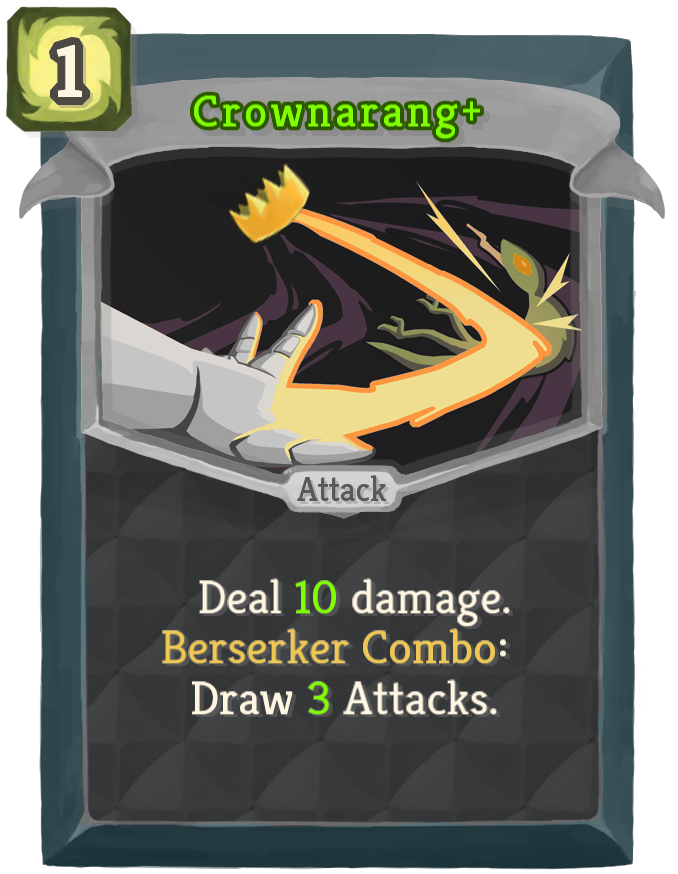 1
Crownarang+
Attack
Deal 10 damage.
Berserker Combo:
Draw 3 Attacks.